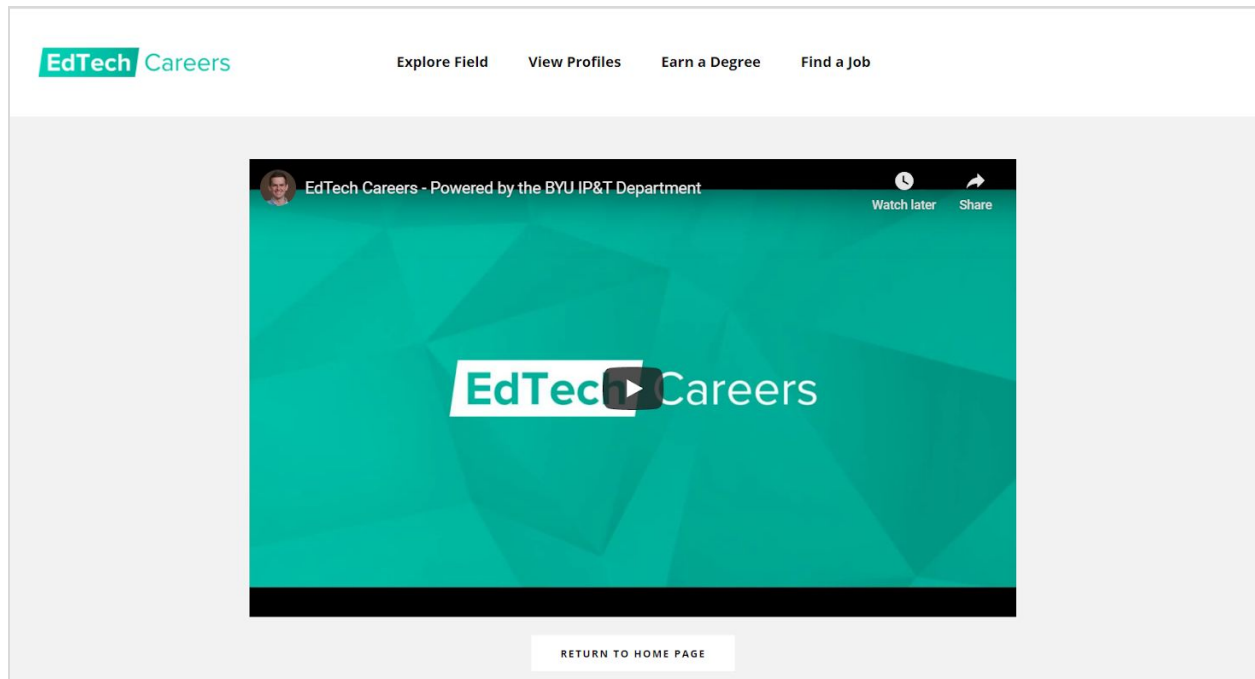 EdTech Careers
Explore Field View Profiles Earn a Degree Find a Job
EdTech Careers - Powered by the BYU IP&T Department
Watch later Share
EdTech Careers
RETURN TO HOME PAGE